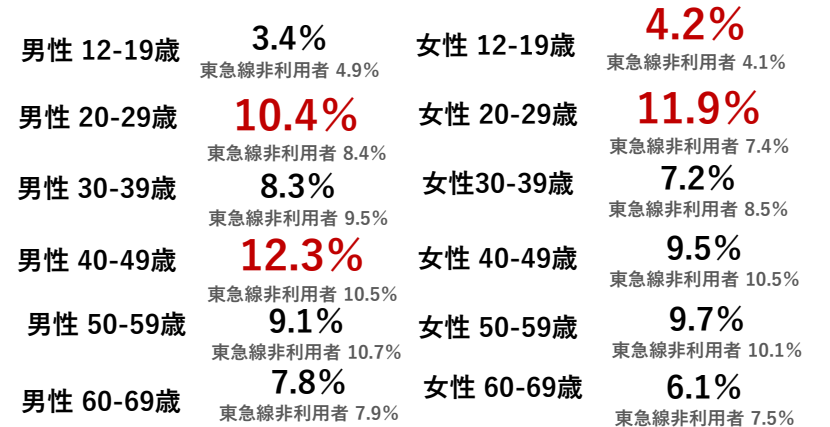 男性 12-19歳
3.4%
東急線非利用者 4.9%
男性 20-29歳
10.4%
東急線非利用者 8.4%
男性 30-39歳
8.3%
東急線非利用者 9.5%
男性 40-49歳
12.3%
東急線非利用者 10.5%
男性 50-59歳
9.1%
東急線非利用者 10.7%
男性 60-69歳
7.8%
東急線非利用者 7.9%
女性 12-19歳
4.2%
東急線非利用者 4.1%
女性 20-29歳
11.9%
東急線非利用者 7.4%
女性30-39歳
7.2%
東急線非利用者 8.5%
女性 40-49歳
9.5%
東急線非利用者 10.5%
女性 50-59歳
9.7%
東急線非利用者 10.1%
女性 60-69歳
6.1%
東急線非利用者 7.5%